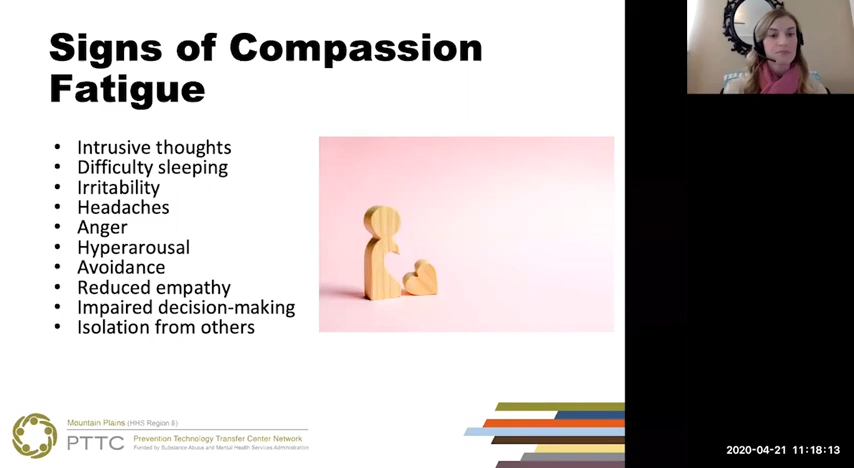 Signs of Compassion
Fatigue
• Intrusive thoughts
• Difficulty sleeping
• Irritability
• Headaches
• Anger
• Hyperarousal
• Avoidance
• Reduced empathy
• Impaired decision-making
• Isolation from others
Mountain Plains (HHS Region 8)
PTTC
Prevention Technology Transfer Center Network
Funded by Substance Abuse and Mental Health Services Administration
2020-04-21 11:18:13